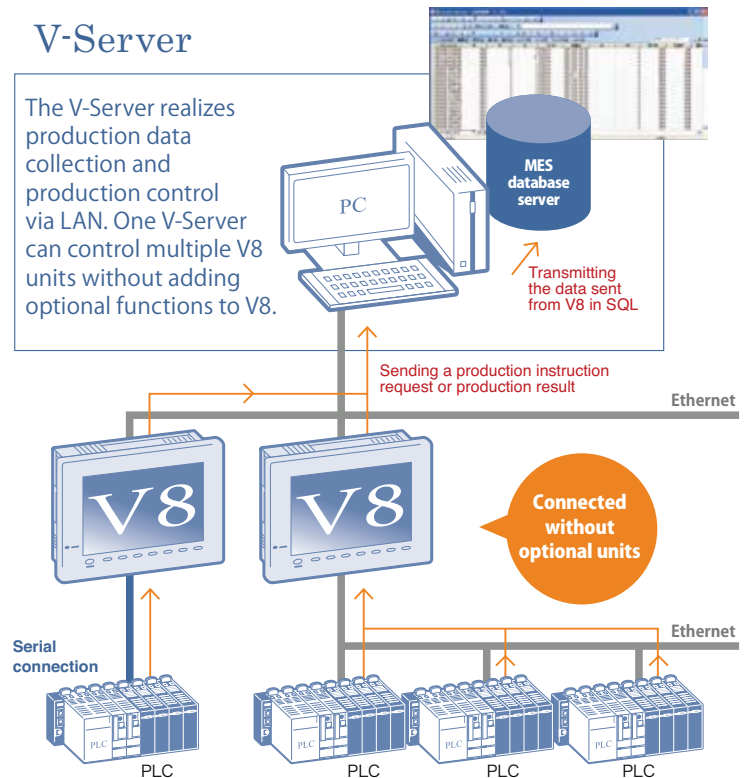 V-Server
The V-Server realizes
production data
collection and
production control
via LAN. One V-Server
can control multiple V8
units without adding
optional functions to V8.
PC
MES
database
server
Transmitting
the data sent
from V8 in SQL
Sending a production instruction
request or production result
Ethernet
V8
V8
Connected
without
optional units
Ethernet
Serial
connection
PLC
PLC
PLC
PLC
PLC
PLC
PLC
PLC